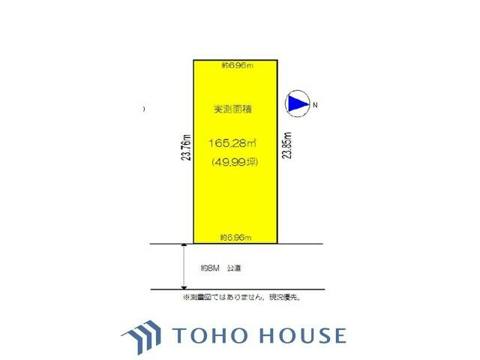 約6.96m
N
実測面積
23.76m
165.28㎡
23.85m
(49.99坪)
約6.96m
約8M 公道
※測量図ではありません。現況優先。
TOHO HOUSE